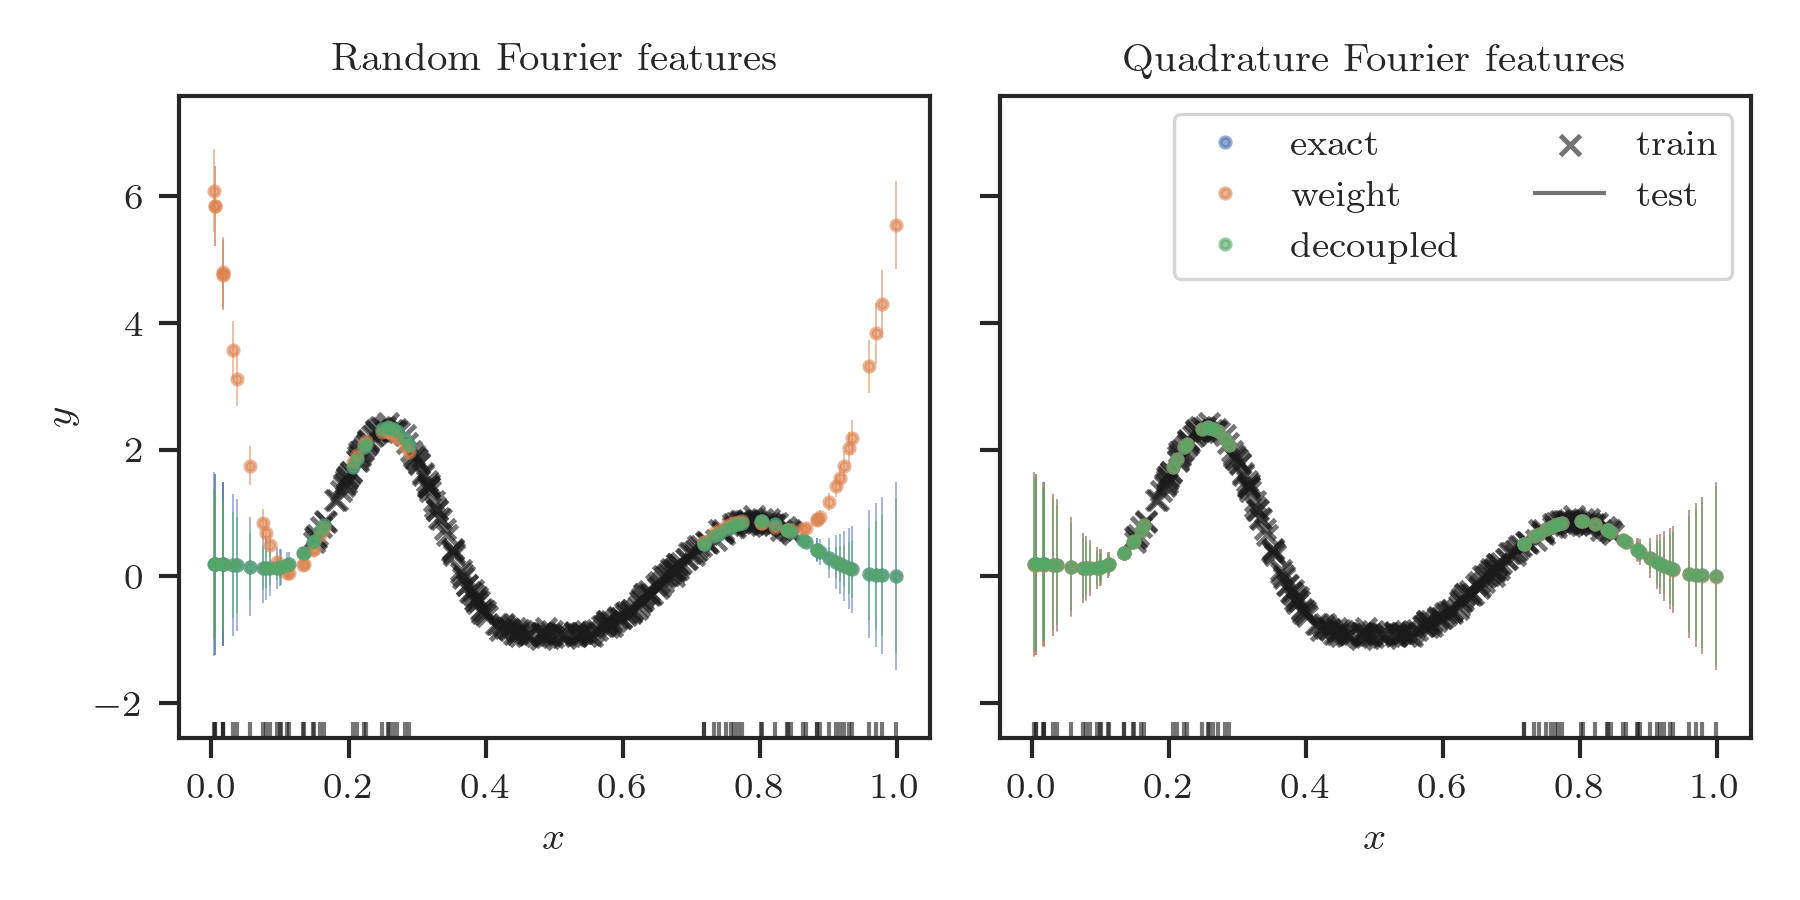 Random Fourier features
Quadrature Fourier features
exact
weight
decoupled
train
test
y
6
4
2
0
−2
0.0 0.2 0.4 0.6 0.8 1.0
0.0 0.2 0.4 0.6 0.8 1.0
x
x